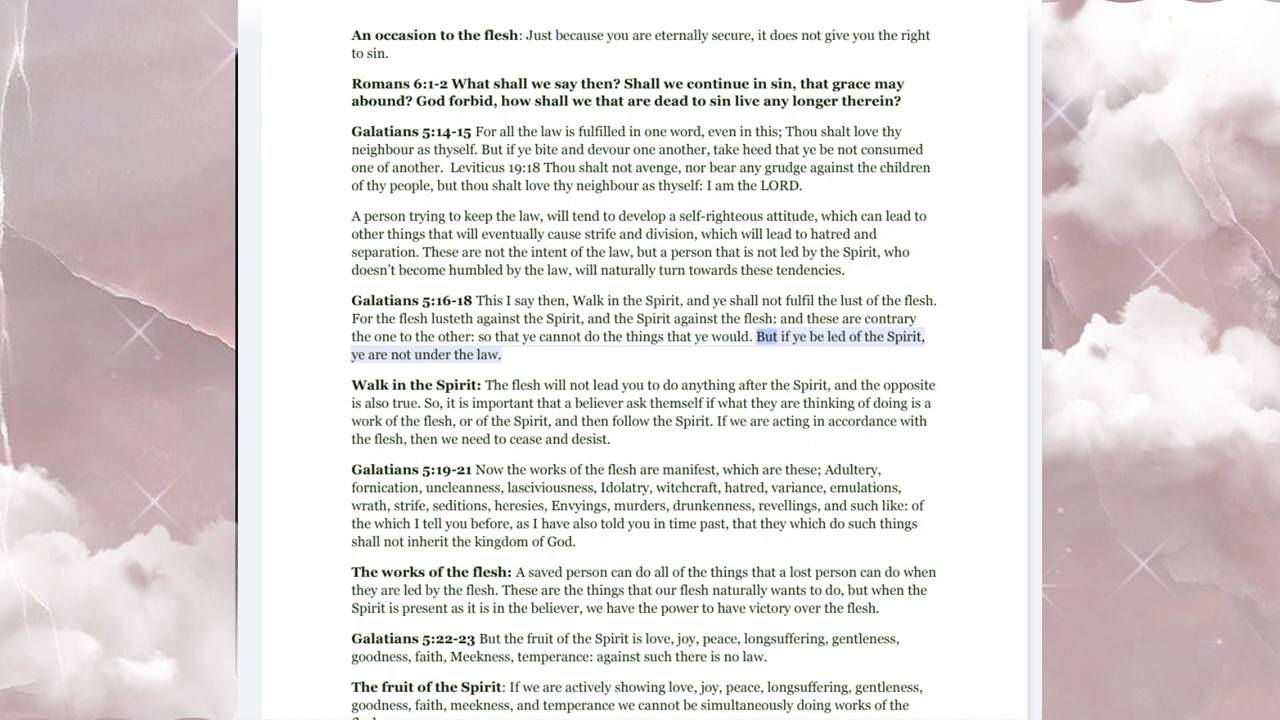 An occasion to the flesh: Just because you are eternally secure, it does not give you the right
to sin.
Romans 6:1-2 What shall we say then? Shall we continue in sin, that grace may
abound? God forbid, how shall we that are dead to sin live any longer therein?
Galatians 5:14-15 For all the law is fulfilled in one word, even in this; Thou shalt love thy
neighbour as thyself. But if ye bite and devour one another, take heed that ye be not consumed
one of another.  Leviticus 19:18 Thou shalt not avenge, nor bear any grudge against the children
of thy people, but thou shalt love thy neighbour as thyself: I am the LORD.
A person trying to keep the law, will tend to develop a self-righteous attitude, which can lead to
other things that will eventually cause strife and division, which will lead to hatred and
separation. These are not the intent of the law, but a person that is not led by the Spirit, who
doesn't become humbled by the law, will naturally turn towards these tendencies.
Galatians 5:16-18 This I say then, Walk in the Spirit, and ye shall not fulfil the lust of the flesh.
For the flesh lusteth against the Spirit, and the Spirit against the flesh: and these are contrary
the one to the other: so that ye cannot do the things that ye would. But if ye be led of the Spirit,
ye are not under the law.
Walk in the Spirit: The flesh will not lead you to do anything after the Spirit, and the opposite
is also true. So, it is important that a believer ask themself if what they are thinking of doing is a
work of the flesh, or of the Spirit, and then follow the Spirit. If we are acting in accordance with
the flesh, then we need to cease and desist.
Galatians 5:19-21 Now the works of the flesh are manifest, which are these; Adultery,
fornication, uncleanness, lasciviousness, Idolatry, witchcraft, hatred, variance, emulations,
wrath, strife, seditions, heresies, Envyings, murders, drunkenness, revellings, and such like: of
the which I tell you before, as I have also told you in time past, that they which do such things
shall not inherit the kingdom of God.
The works of the flesh: A saved person can do all of the things that a lost person can do when
they are led by the flesh. These are the things that our flesh naturally wants to do, but when the
Spirit is present as it is in the believer, we have the power to have victory over the flesh.
Galatians 5:22-23 But the fruit of the Spirit is love, joy, peace, longsuffering, gentleness,
goodness, faith, Meekness, temperance: against such there is no law.
The fruit of the Spirit: If we are actively showing love, joy, peace, longsuffering, gentleness,
goodness, faith, meekness, and temperance we cannot be simultaneously doing works of the